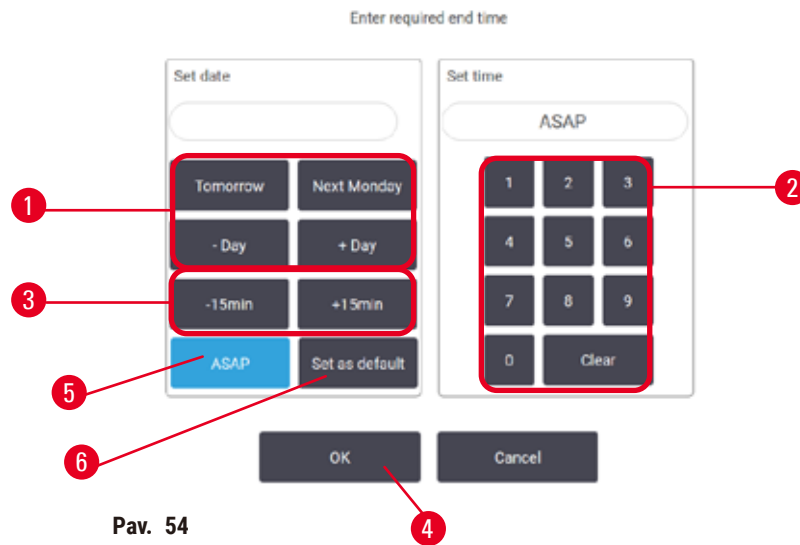 Enter required end time
Set date
Set time
ASAP
Tomorrow
Next Monday
1
2
3
2
1
- Day
+ Day
4
5
6
3
-15min
+15min
7
8
9
ASAP
Set as default
0
Clear
5
6
OK
Cancel
Pav. 54
4